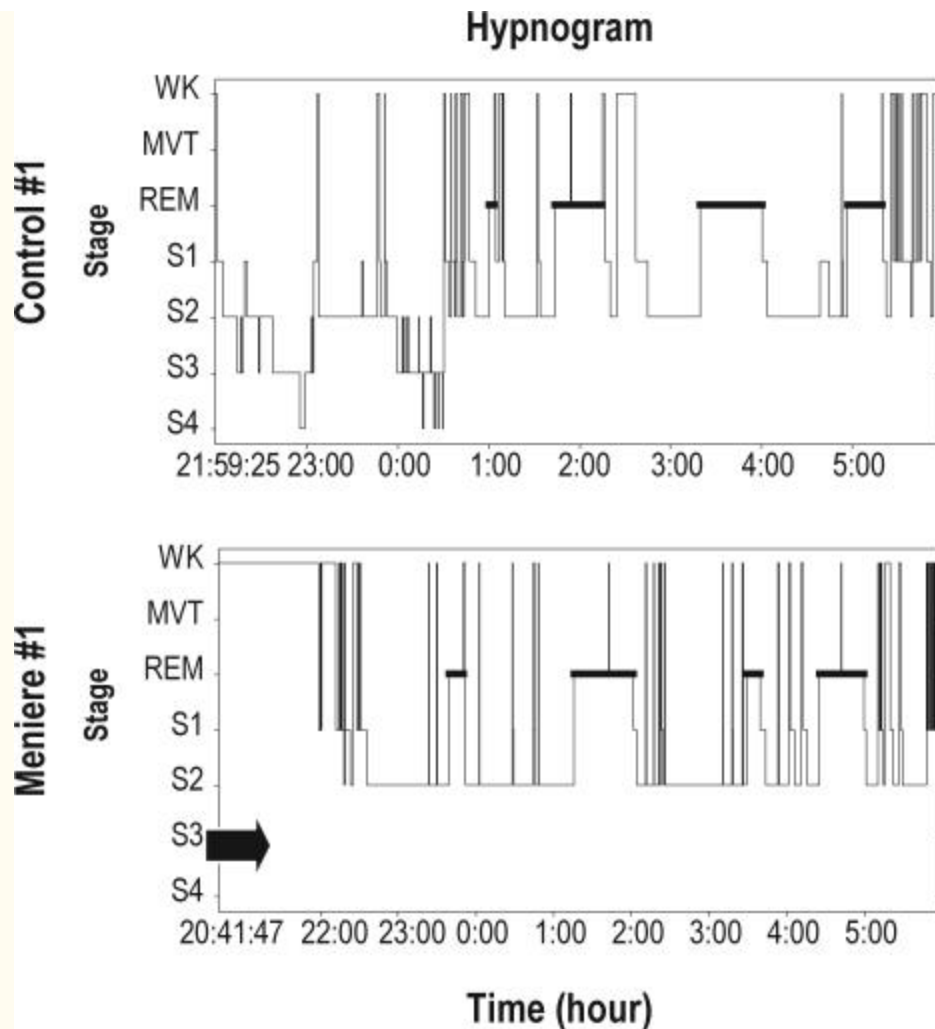 Hypnogram
Control #1
Stage
WK
MVT
REM
S1
S2
S3
S4
21:59:25 23:00 0:00 1:00 2:00 3:00 4:00 5:00
Meniere #1
Stage
WK
MVT
REM
S1
S2
S3
S4
20:41:47 22:00 23:00 0:00 1:00 2:00 3:00 4:00 5:00
Time (hour)